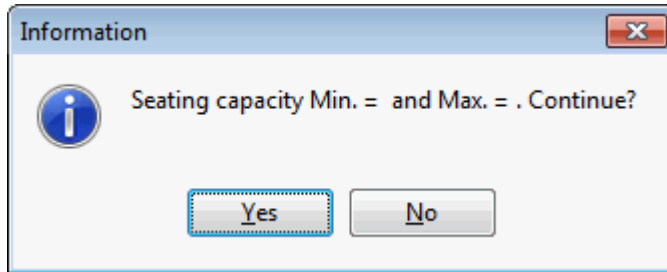 Information
Seating capacity Min. =  and Max. = . Continue?
Yes
No